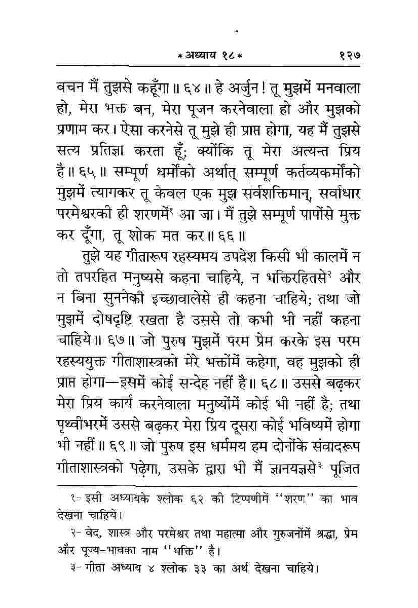 *अध्याय १८*
१२७
वचन मैं तुझसे कहूँगा॥ ६४॥ हे अर्जुन! तू मुझमें मनवाला
हो, मेरा भक्त बन, मेरा पूजन करनेवाला हो और मुझको
प्रणाम कर। ऐसा करनेसे तू मुझे ही प्राप्त होगा, यह मैं तुझसे
सत्य प्रतिज्ञा करता हूँ; क्योंकि तू मेरा अत्यन्त प्रिय
है॥ ६५॥ सम्पूर्ण धर्मोंको अर्थात् सम्पूर्ण कर्तव्यकर्मोंको
मुझमें त्यागकर तू केवल एक मुझ सर्वशक्तिमान्, सर्वाधार
परमेश्वरकी ही शरणमें¹ आ जा। मैं तुझे सम्पूर्ण पापोंसे मुक्त
कर दूँगा, तू शोक मत कर॥ ६६॥
तुझे यह गीतारूप रहस्यमय उपदेश किसी भी कालमें न
तो तपरहित मनुष्यसे कहना चाहिये, न भक्तिरहितसे² और
न बिना सुननेकी इच्छावालेसे ही कहना चाहिये; तथा जो
मुझमें दोषदृष्टि रखता है उससे तो कभी भी नहीं कहना
चाहिये॥ ६७॥ जो पुरुष मुझमें परम प्रेम करके इस परम
रहस्ययुक्त गीताशास्त्रको मेरे भक्तोंमें कहेगा, वह मुझको ही
प्राप्त होगा—इसमें कोई सन्देह नहीं है॥ ६८॥ उससे बढ़कर
मेरा प्रिय कार्य करनेवाला मनुष्योंमें कोई भी नहीं है; तथा
पृथ्वीभरमें उससे बढ़कर मेरा प्रिय दूसरा कोई भविष्यमें होगा
भी नहीं॥ ६९॥ जो पुरुष इस धर्ममय हम दोनोंके संवादरूप
गीताशास्त्रको पढ़ेगा, उसके द्वारा भी मैं ज्ञानयज्ञसे³ पूजित
१- इसी अध्यायके श्लोक ६२ की टिप्पणीमें "शरण" का भाव
देखना चाहिये।
२- वेद, शास्त्र और परमेश्वर तथा महात्मा और गुरुजनोंमें श्रद्धा, प्रेम
और पूज्य-भावका नाम "भक्ति" है।
३- गीता अध्याय ४ श्लोक ३३ का अर्थ देखना चाहिये।